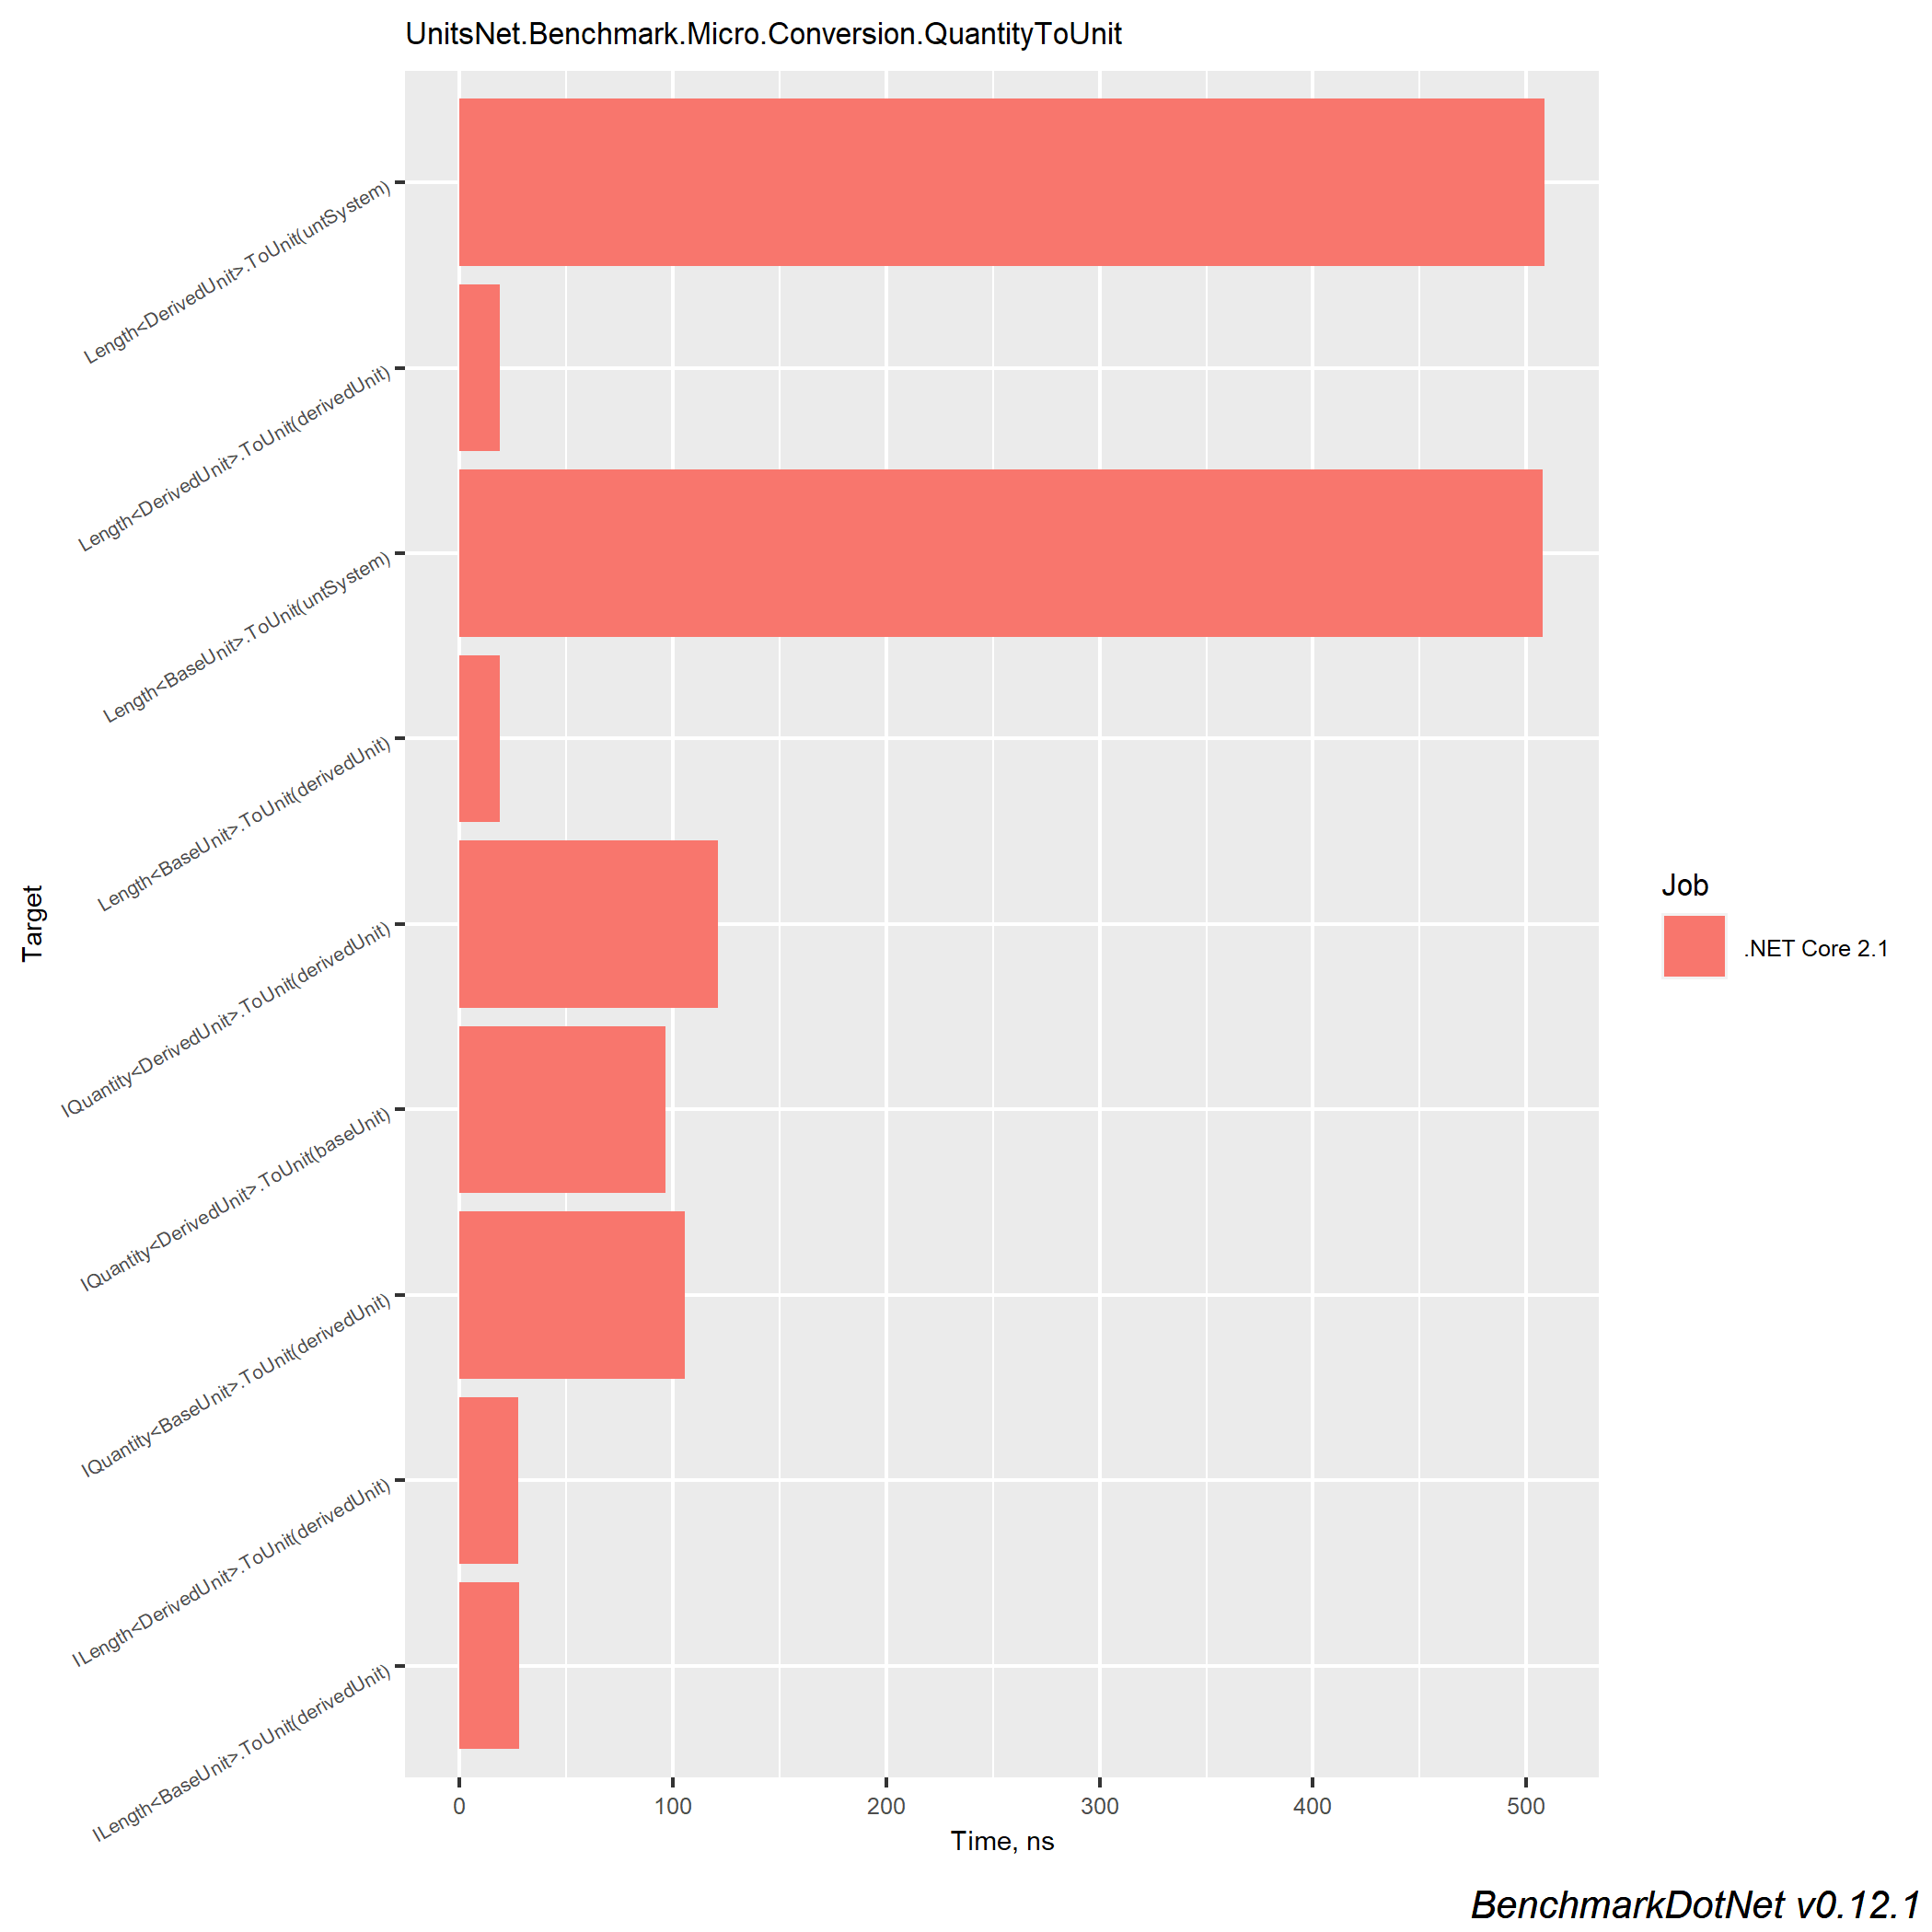 UnitsNet.Benchmark.Micro.Conversion.QuantityToUnit
Length<DerivedUnit>.ToUnit(untSystem)
Length<DerivedUnit>.ToUnit(derivedUnit)
Length<BaseUnit>.ToUnit(untSystem)
Length<BaseUnit>.ToUnit(derivedUnit)
IQuantity<DerivedUnit>.ToUnit(derivedUnit)
IQuantity<DerivedUnit>.ToUnit(baseUnit)
IQuantity<BaseUnit>.ToUnit(derivedUnit)
ILength<DerivedUnit>.ToUnit(derivedUnit)
ILength<BaseUnit>.ToUnit(derivedUnit)
Target
0 100 200 300 400 500
Time, ns
Job
.NET Core 2.1
BenchmarkDotNet v0.12.1